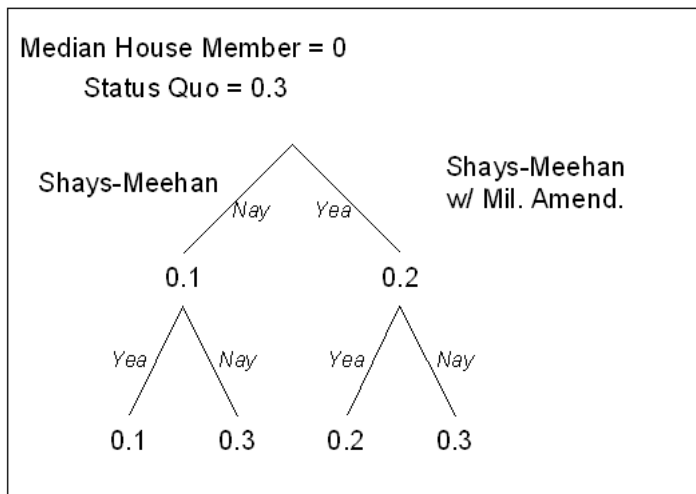 Median House Member = 0
Status Quo = 0.3
Shays-Meehan
Shays-Meehan
w/ Mil. Amend.
Nay
Yea
0.1
0.2
Yea
Nay
Yea
Nay
0.1
0.3
0.2
0.3